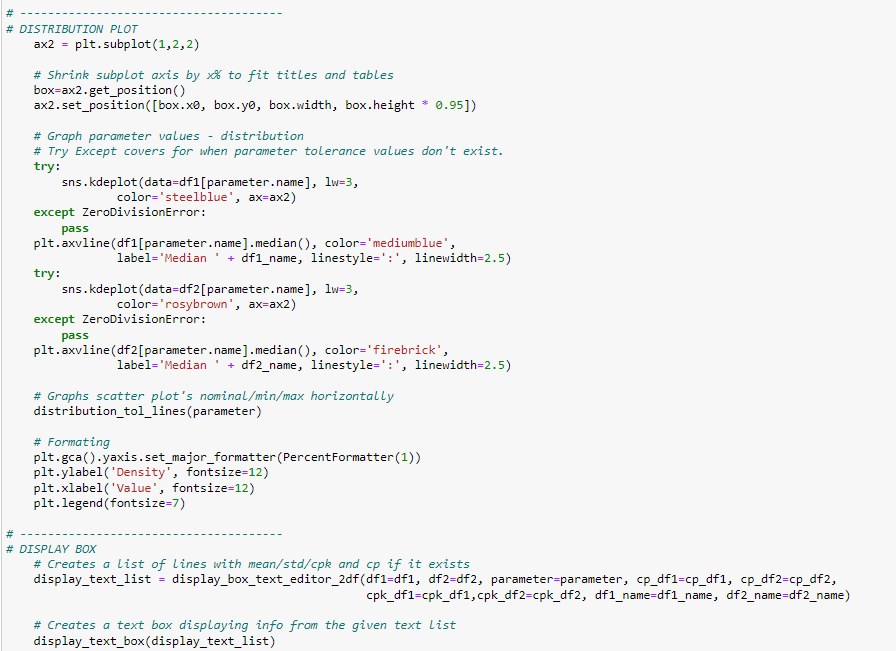 # --------------------------------------
# DISTRIBUTION PLOT
    ax2 = plt.subplot(1,2,2)

    # Shrink subplot axis by x% to fit titles and tables
    box=ax2.get_position()
    ax2.set_position([box.x0, box.y0, box.width, box.height * 0.95])

    # Graph parameter values - distribution
    # Try Except covers for when parameter tolerance values don't exist.
    try:
        sns.kdeplot(data=df1[parameter.name], lw=3,
                color='steelblue', ax=ax2)
    except ZeroDivisionError:
        pass
    plt.axvline(df1[parameter.name].median(), color='mediumblue',
                label='Median ' + df1_name, linestyle=':', linewidth=2.5)
    try:
        sns.kdeplot(data=df2[parameter.name], lw=3,
                color='rosybrown', ax=ax2)
    except ZeroDivisionError:
        pass
    plt.axvline(df2[parameter.name].median(), color='firebrick',
                label='Median ' + df2_name, linestyle=':', linewidth=2.5)

    # Graphs scatter plot's nominal/min/max horizontally
    distribution_tol_lines(parameter)

    # Formating
    plt.gca().yaxis.set_major_formatter(PercentFormatter(1))
    plt.ylabel('Density', fontsize=12)
    plt.xlabel('Value', fontsize=12)
    plt.legend(fontsize=7)

# --------------------------------------
# DISPLAY BOX
    # Creates a list of lines with mean/std/cpk and cp if it exists
    display_text_list = display_box_text_editor_2df(df1=df1, df2=df2, parameter=parameter, cp_df1=cp_df1, cp_df2=cp_df2,
                                                    cpk_df1=cpk_df1,cpk_df2=cpk_df2, df1_name=df1_name, df2_name=df2_name)

    # Creates a text box displaying info from the given text list
    display_text_box(display_text_list)